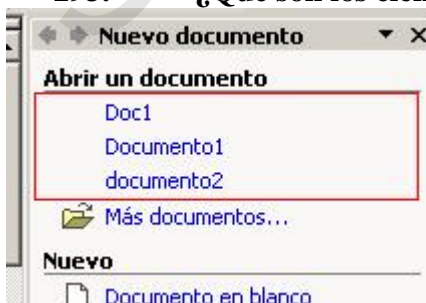 Nuevo documento
Abrir un documento
Doc1
Documento1
documento2
Más documentos...
Nuevo
Documento en blanco